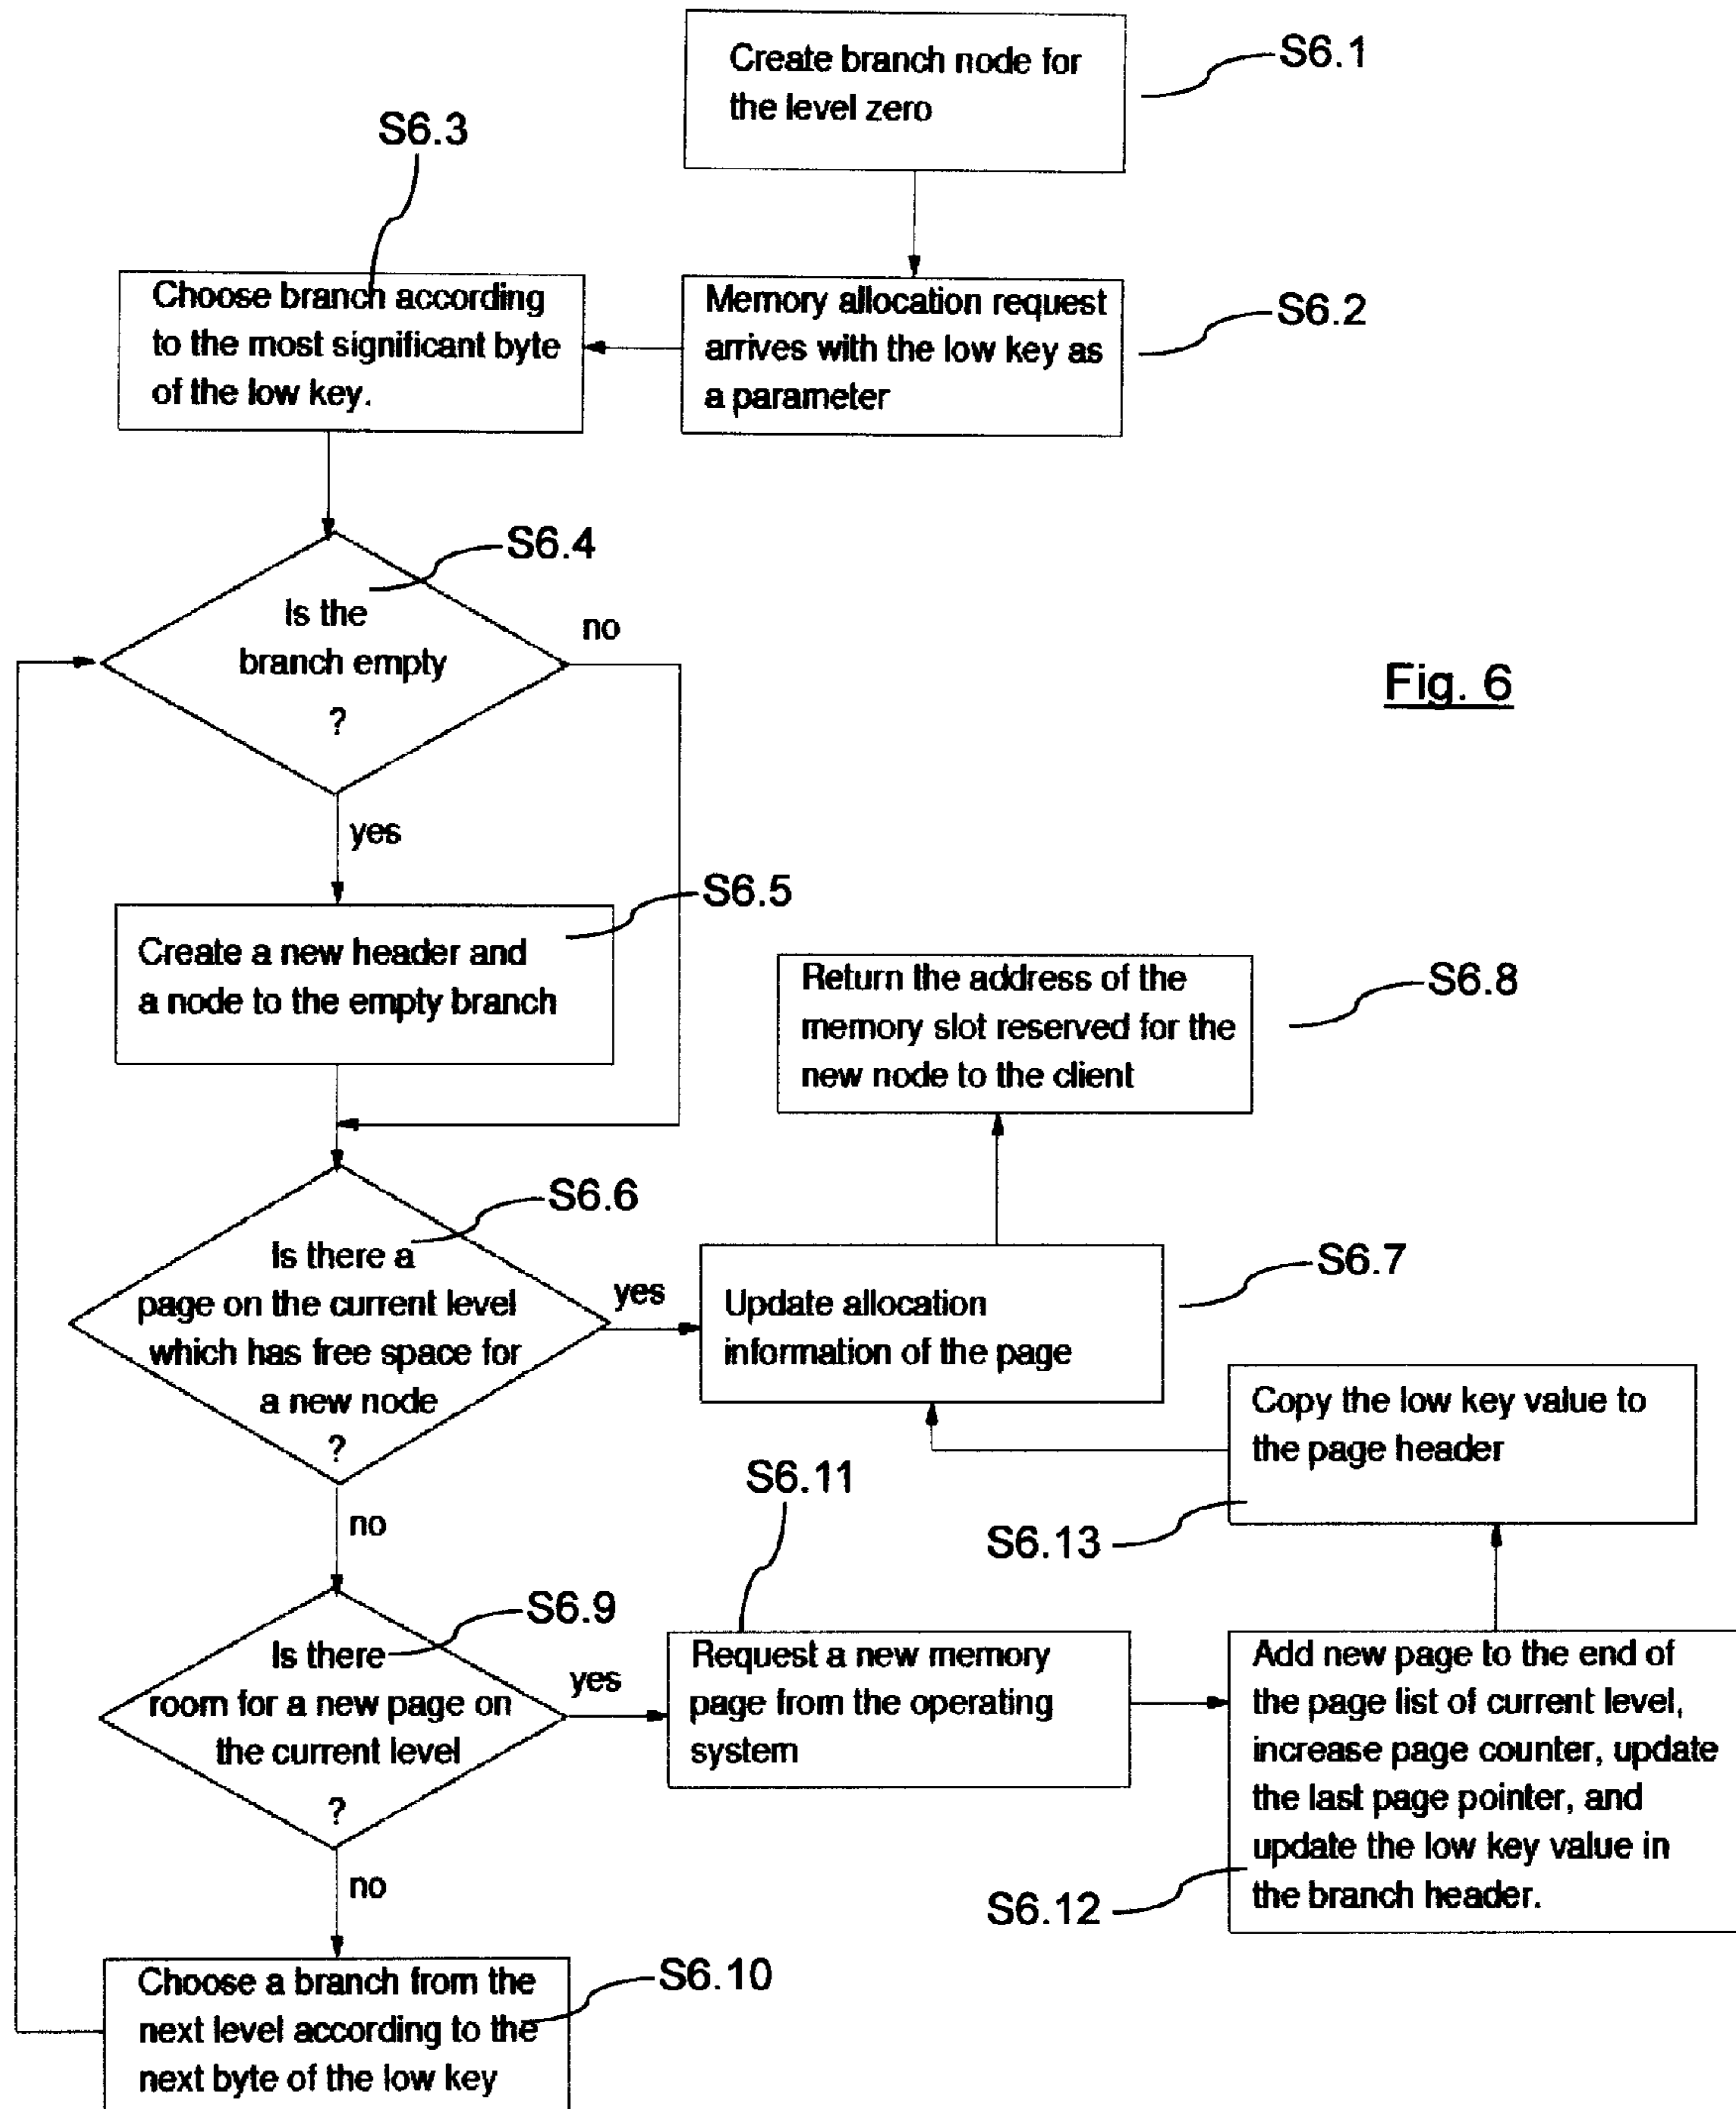 Create branch node for
the level zero
S6.1
S6.3
Choose branch according
to the most significant byte
of the low key.
Memory allocation request
arrives with the low key as
a parameter
S6.2
Is the
branch empty
?
S6.4
no
yes
Fig. 6
Create a new header and
a node to the empty branch
S6.5
Return the address of the
memory slot reserved for the
new node to the client
S6.8
Is there a
page on the current level
which has free space for
a new node
?
S6.6
yes
no
Update allocation
information of the page
S6.7
Copy the low key value to
the page header
S6.13
S6.11
Is there
room for a new page on
the current level
?
S6.9
yes
no
Request a new memory
page from the operating
system
Add new page to the end of
the page list of current level,
increase page counter, update
the last page pointer, and
update the low key value in
the branch header.
S6.12
Choose a branch from the
next level according to the
next byte of the low key
S6.10